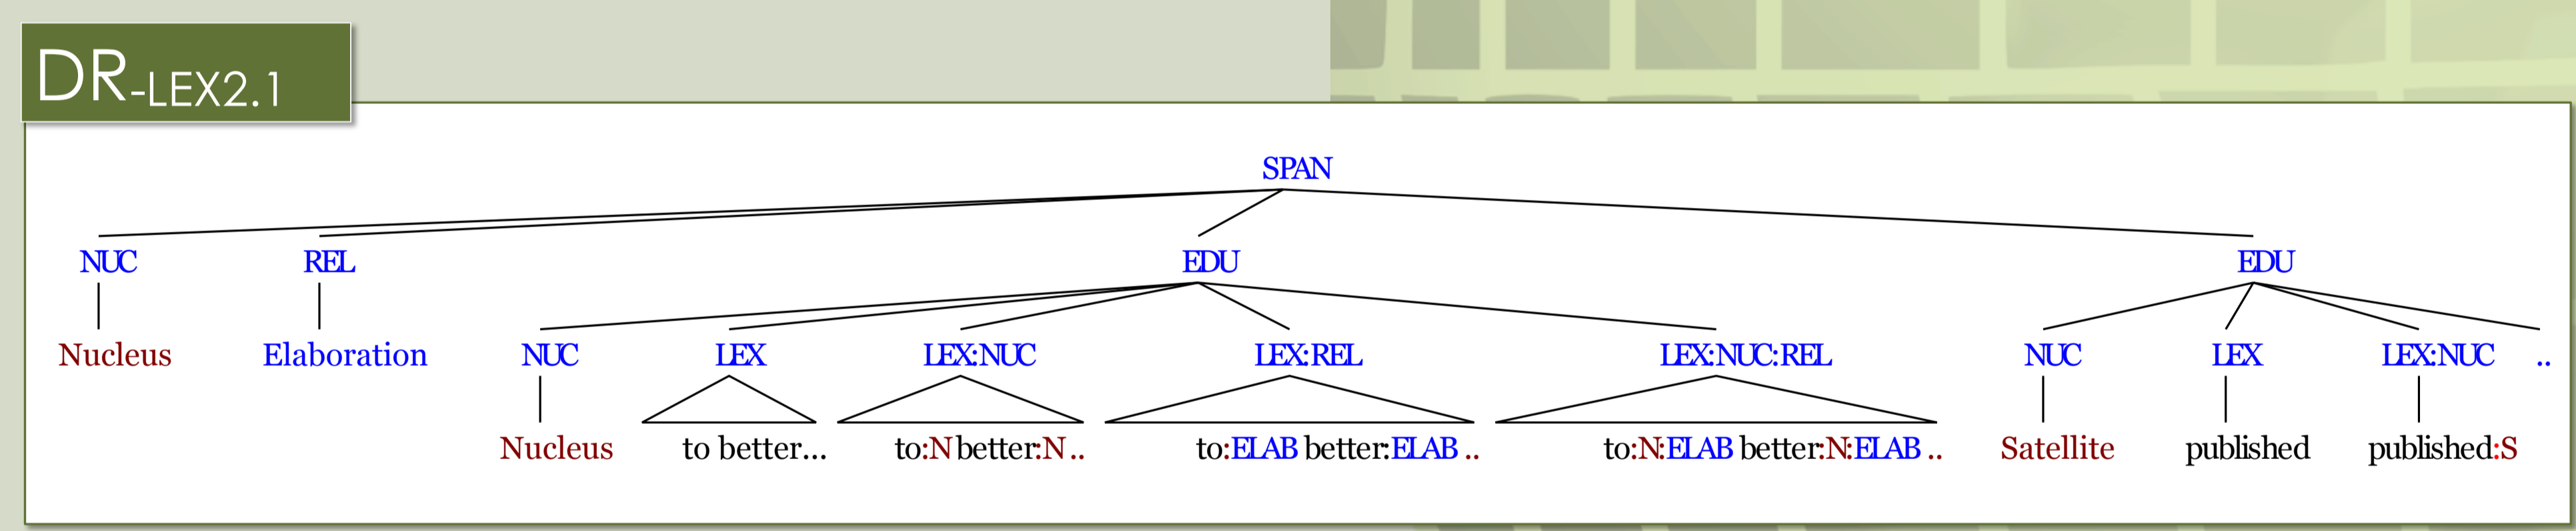 DR-LEX2.1
SPAN
NUC REL EDU EDU
Nucleus Elaboration NUC LEX LEX:NUC LEX:REL LEX:NUC:REL NUC LEX LEX:NUC ..
Nucleus to better... to:N better:N .. to:ELAB better:ELAB .. to:N:ELAB better:N:ELAB .. Satellite published published:S